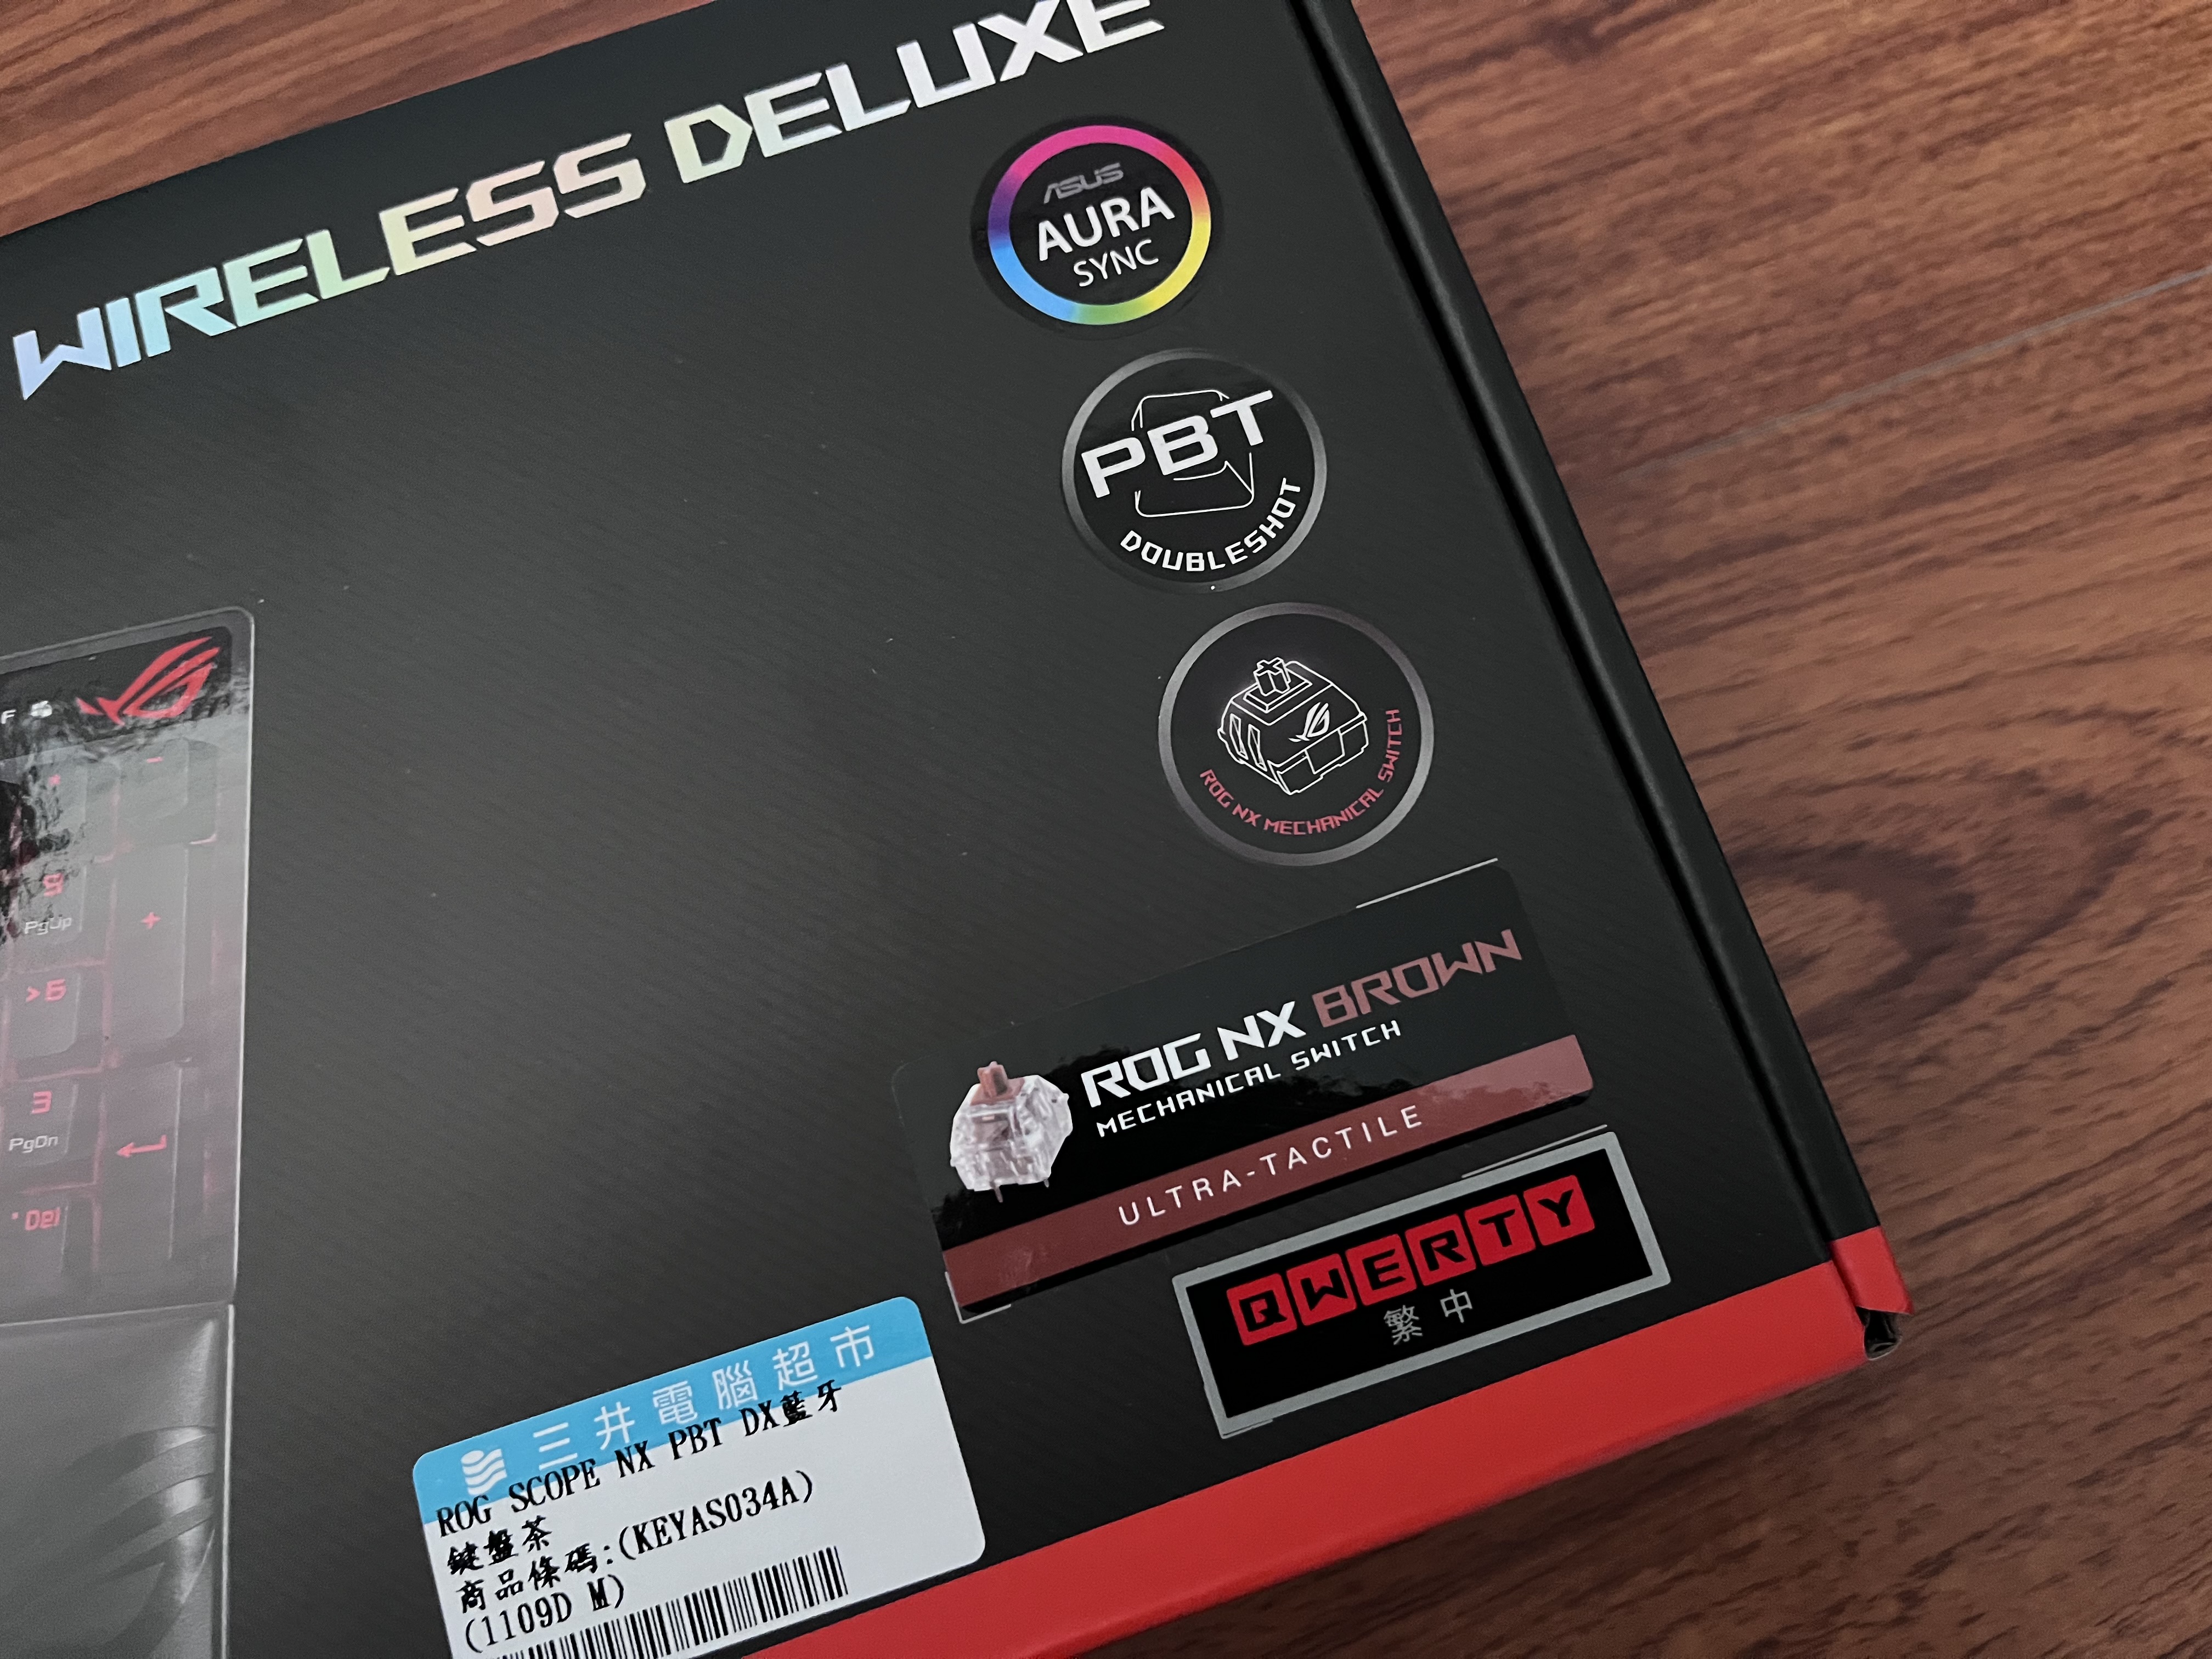 WIRELESS DELUXE
ASUS
AURA
SYNC
PBT
DOUBLESHOT
ROG NX MECHANICAL SWITCH
F
-
+
PgUp
>6
3
PgDn
Del
ROG NX BROWN
MECHANICAL SWITCH
ULTRA-TACTILE
QWERTY
繁中
三井電腦超市
ROG SCOPE NX PBT DX藍牙
鍵盤茶
商品條碼:(KEYAS034A)
(1109D M)